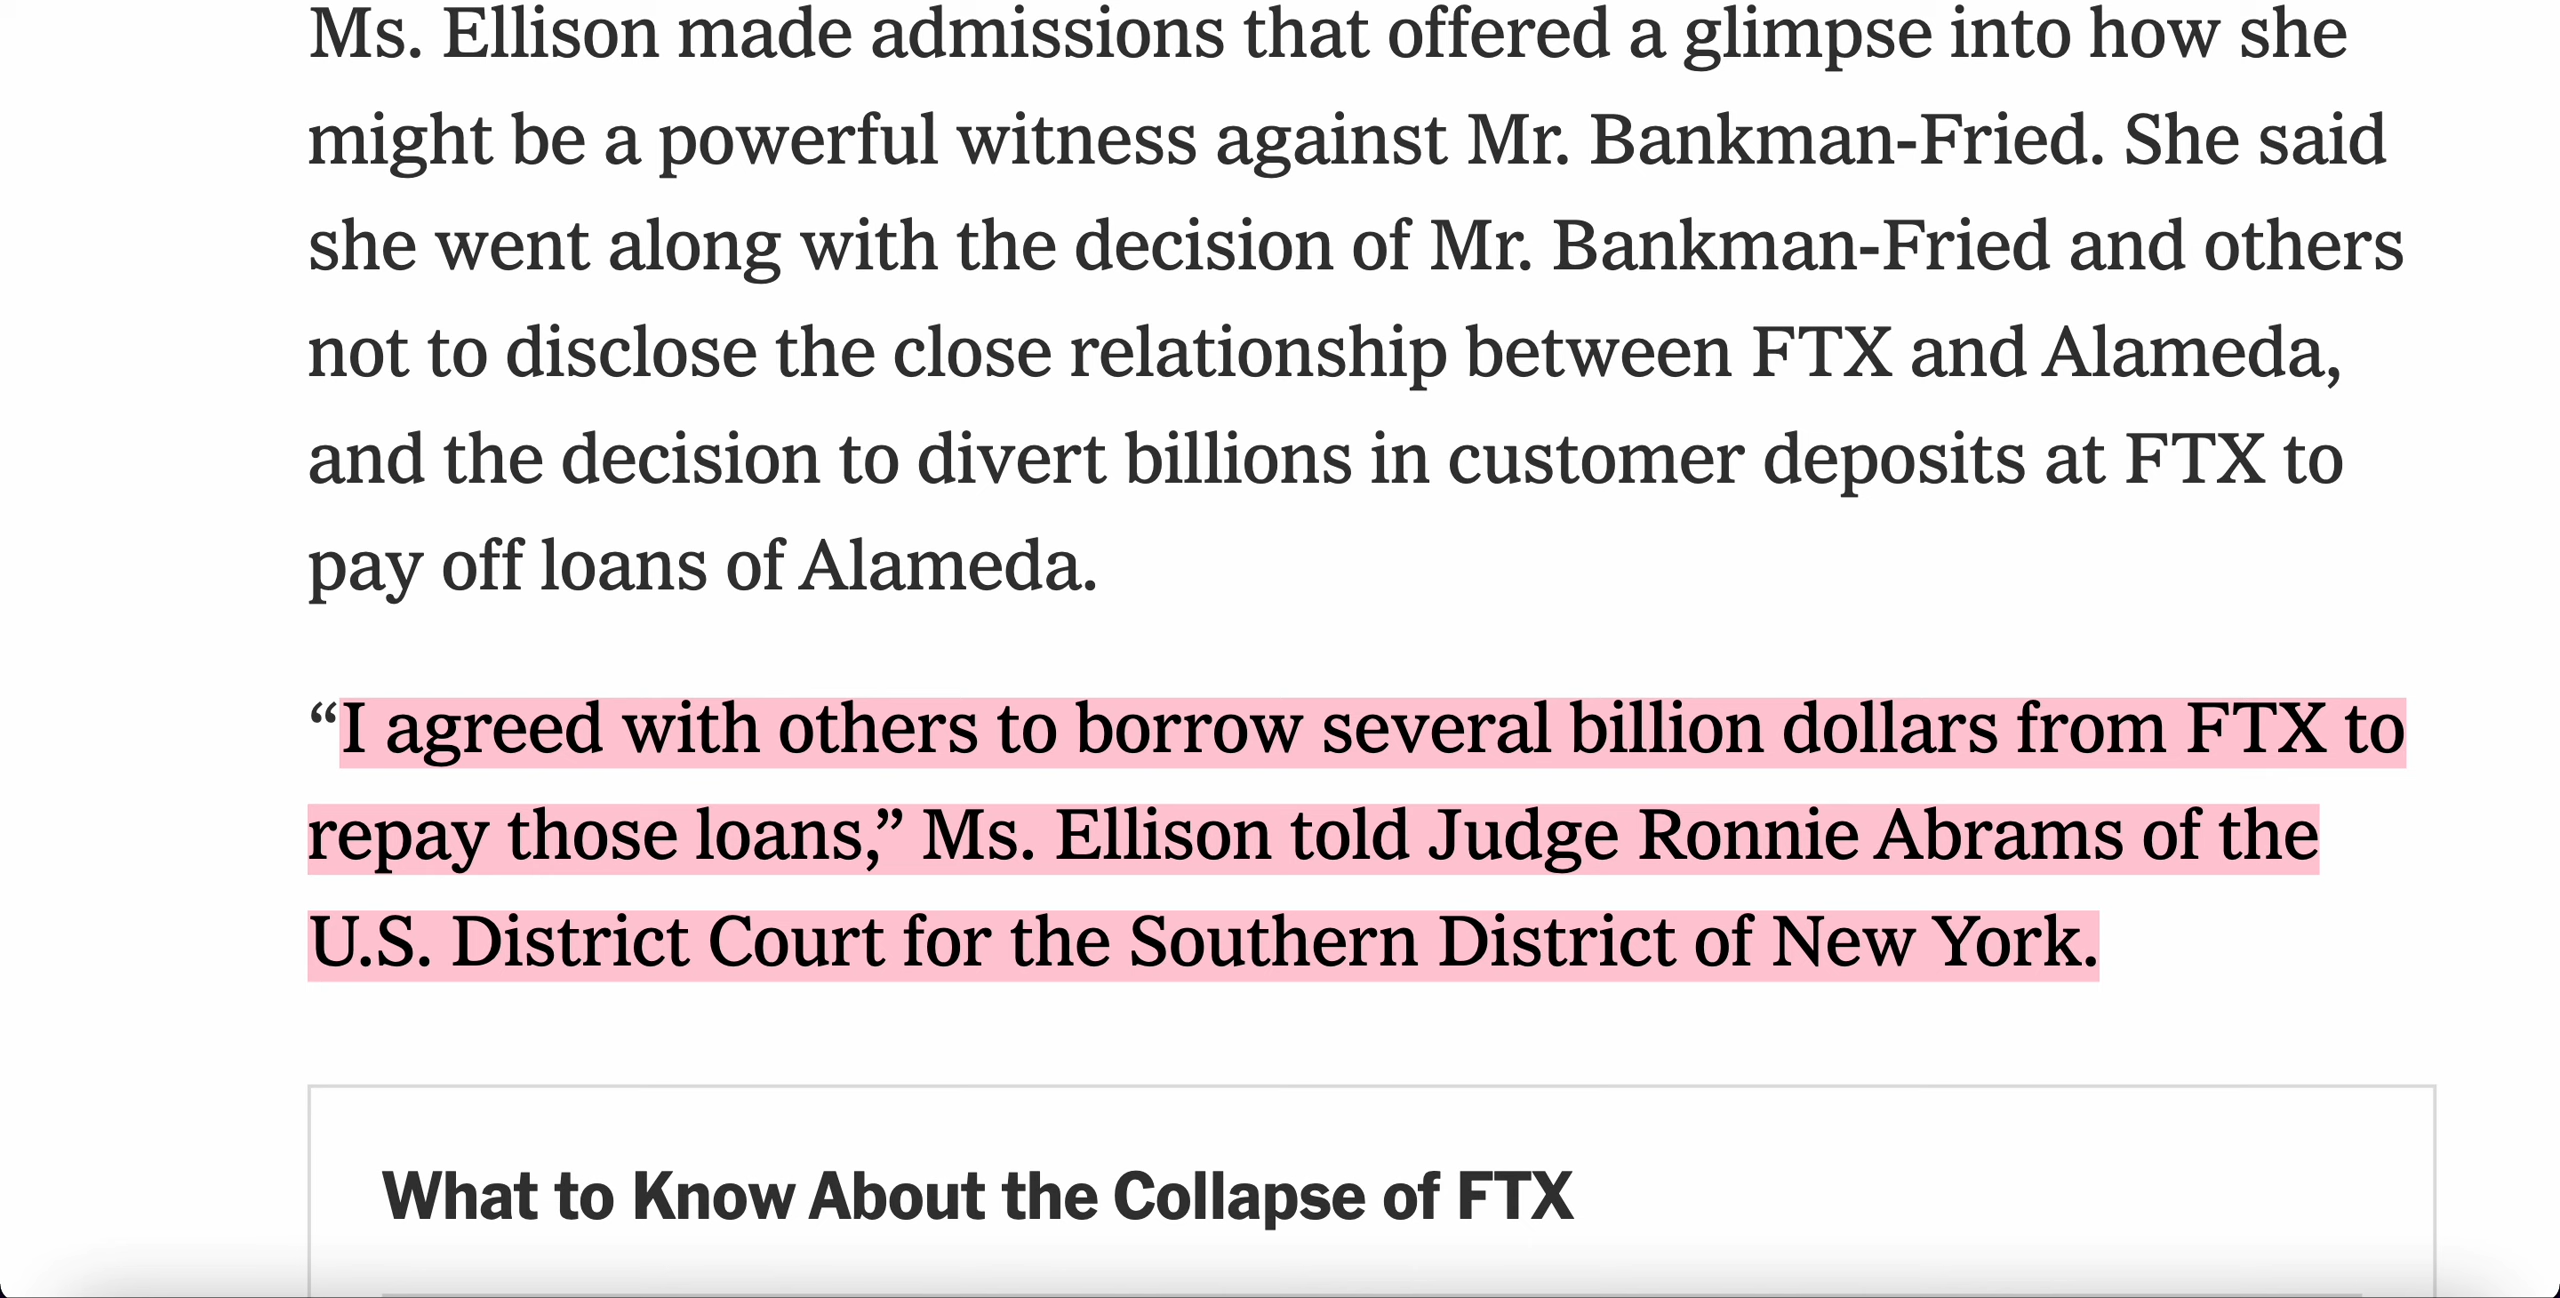 Ms. Ellison made admissions that offered a glimpse into how she
might be a powerful witness against Mr. Bankman-Fried. She said
she went along with the decision of Mr. Bankman-Fried and others
not to disclose the close relationship between FTX and Alameda,
and the decision to divert billions in customer deposits at FTX to
pay off loans of Alameda.
“I agreed with others to borrow several billion dollars from FTX to
repay those loans,” Ms. Ellison told Judge Ronnie Abrams of the
U.S. District Court for the Southern District of New York.
What to Know About the Collapse of FTX